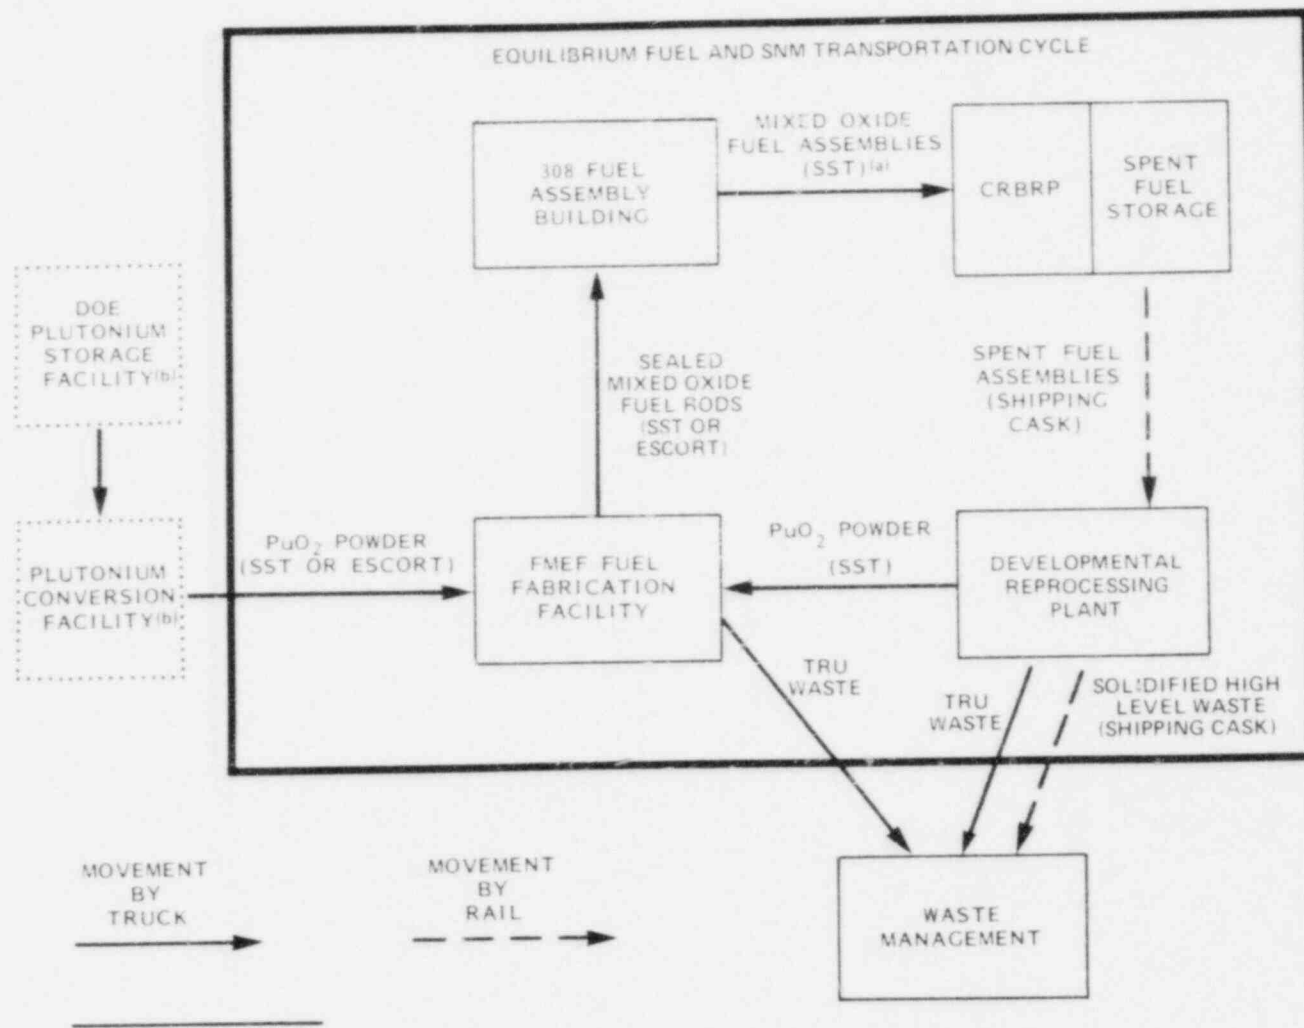 EQUILIBRIUM FUEL AND SNM TRANSPORTATION CYCLE
308 FUEL
ASSEMBLY
BUILDING
MIXED OXIDE
FUEL ASSEMBLIES
(SST)(a)
CRBRP
SPENT
FUEL
STORAGE
DOE
PLUTONIUM
STORAGE
FACILITY(b)
SEALED
MIXED OXIDE
FUEL RODS
(SST OR
ESCORT)
SPENT FUEL
ASSEMBLIES
(SHIPPING
CASK)
PLUTONIUM
CONVERSION
FACILITY(b)
PuO2 POWDER
(SST OR ESCORT)
FMEF FUEL
FABRICATION
FACILITY
PuO2 POWDER
(SST)
DEVELOPMENTAL
REPROCESSING
PLANT
TRU
WASTE
TRU
WASTE
SOLIDIFIED HIGH
LEVEL WASTE
(SHIPPING CASK)
MOVEMENT
BY
TRUCK
MOVEMENT
BY
RAIL
WASTE
MANAGEMENT